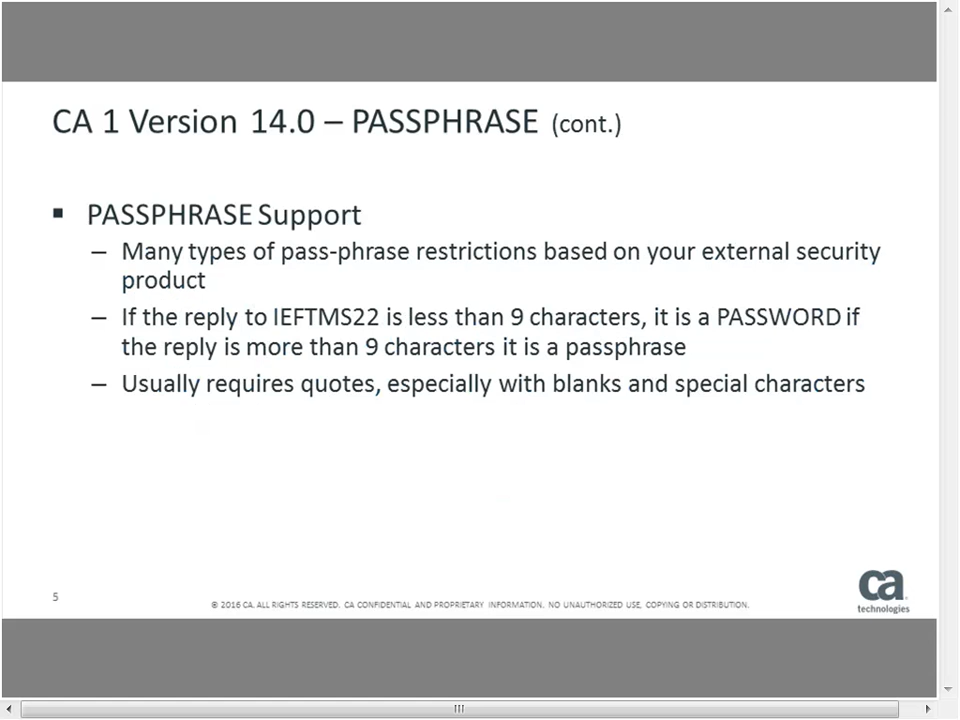 CA 1 Version 14.0 – PASSPHRASE (cont.)
▪ PASSPHRASE Support
– Many types of pass-phrase restrictions based on your external security
product
– If the reply to IEFTMS22 is less than 9 characters, it is a PASSWORD if
the reply is more than 9 characters it is a passphrase
– Usually requires quotes, especially with blanks and special characters
5
© 2016 CA. ALL RIGHTS RESERVED. CA CONFIDENTIAL AND PROPRIETARY INFORMATION. NO UNAUTHORIZED USE, COPYING OR DISTRIBUTION.
ca
technologies